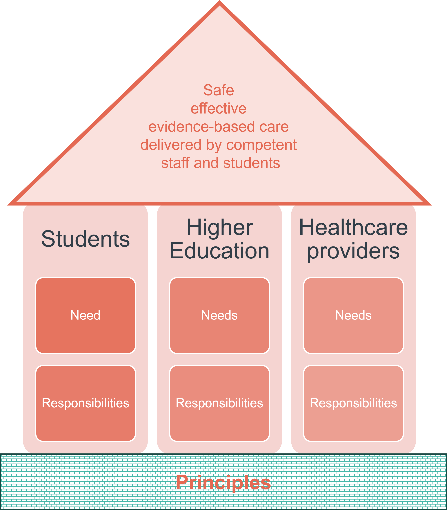 Safe
effective
evidence-based care
delivered by competent
staff and students
Students
Higher
Education
Healthcare
providers
Need
Needs
Needs
Responsibilities
Responsibilities
Responsibilities
Principles